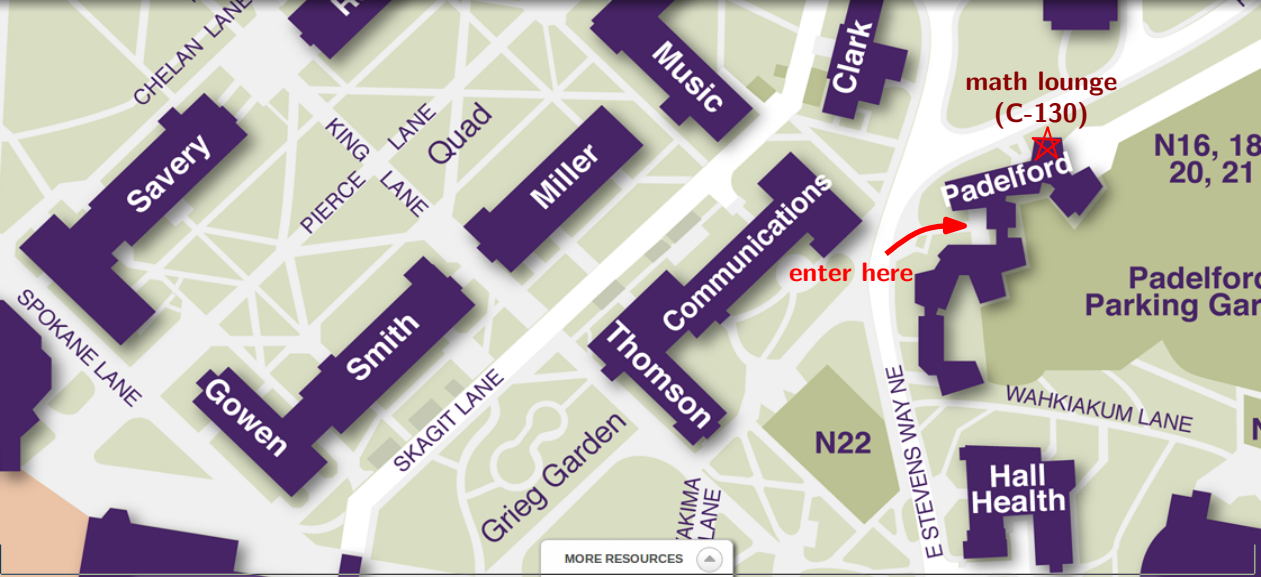 CHELAN LANE
R
Music
Clark
math lounge
(C-130)
Savery
KING
LANE
PIERCE
LANE
Quad
Miller
Communications
Padelford
N16, 18
20, 21
enter here
Padelford
Parking Gar
SPOKANE LANE
Smith
Gowen
SKAGIT LANE
Thomson
Grieg Garden
N22
E STEVENS WAY NE
WAHKIAKUM LANE
Hall
Health
YAKIMA
LANE
N
MORE RESOURCES